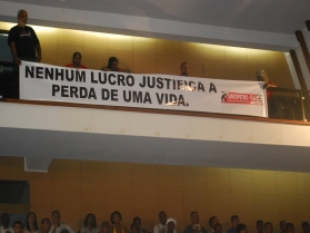 NENHUM LUCRO JUSTIFICA A
PERDA DE UMA VIDA.